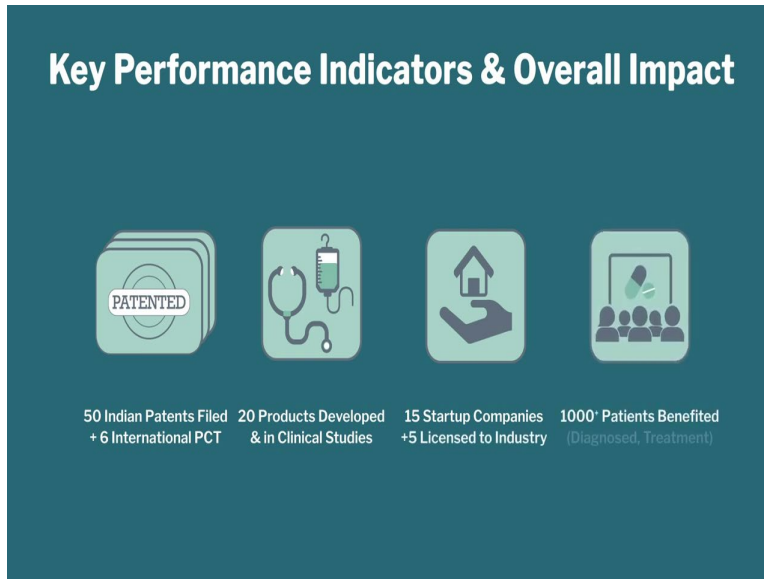 Key Performance Indicators & Overall Impact
PATENTED
50 Indian Patents Filed
+ 6 International PCT
20 Products Developed
& in Clinical Studies
15 Startup Companies
+5 Licensed to Industry
1000⁺ Patients Benefited
(Diagnosed, Treatment)